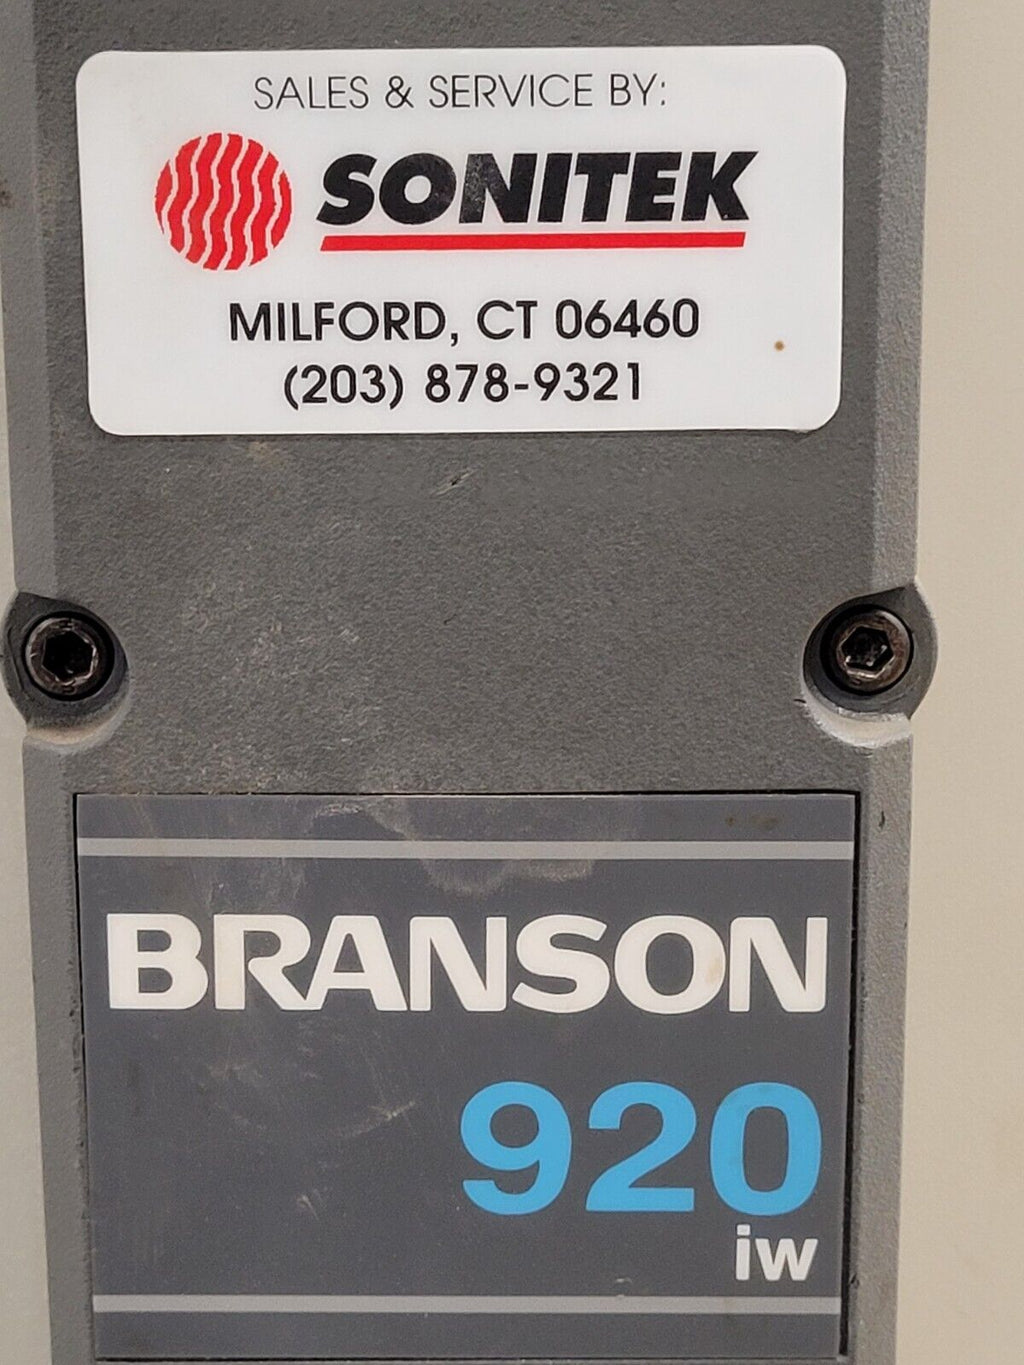 SALES & SERVICE BY:
SONITEK
MILFORD, CT 06460
(203) 878-9321
BRANSON
920
iw